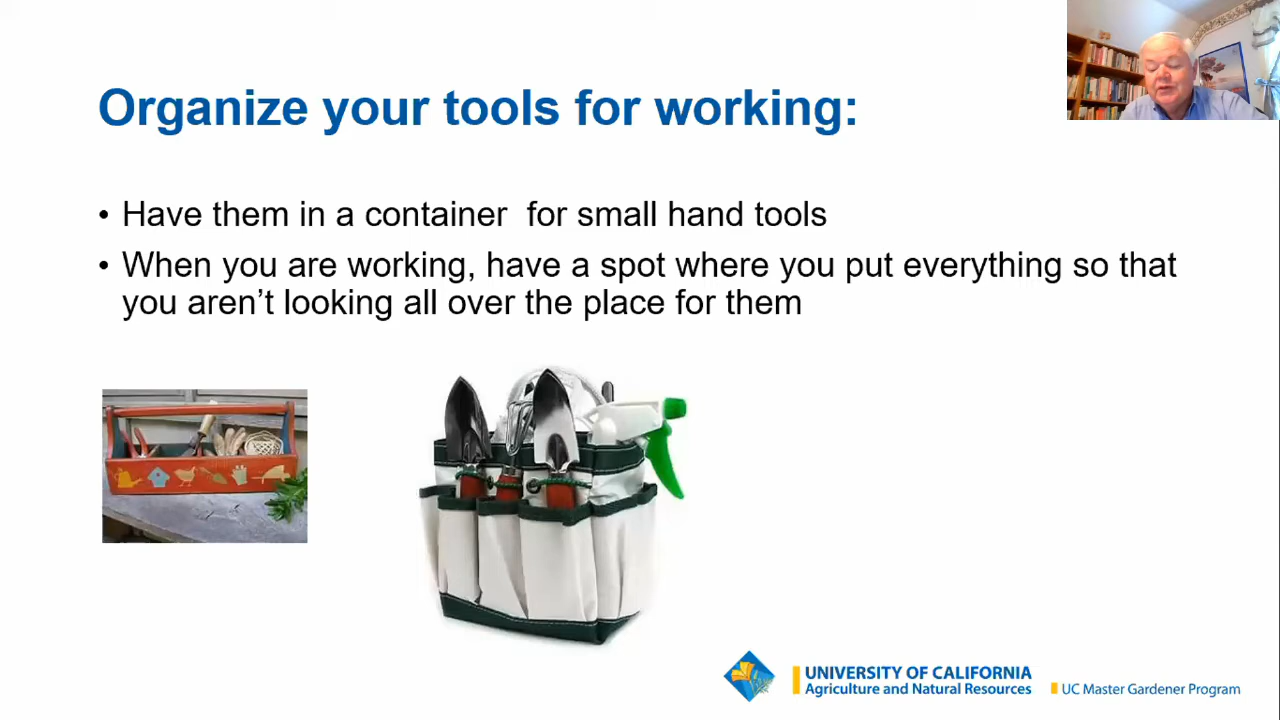 Organize your tools for working:
• Have them in a container  for small hand tools
• When you are working, have a spot where you put everything so that
you aren’t looking all over the place for them
UNIVERSITY OF CALIFORNIA
Agriculture and Natural Resources
UC Master Gardener Program